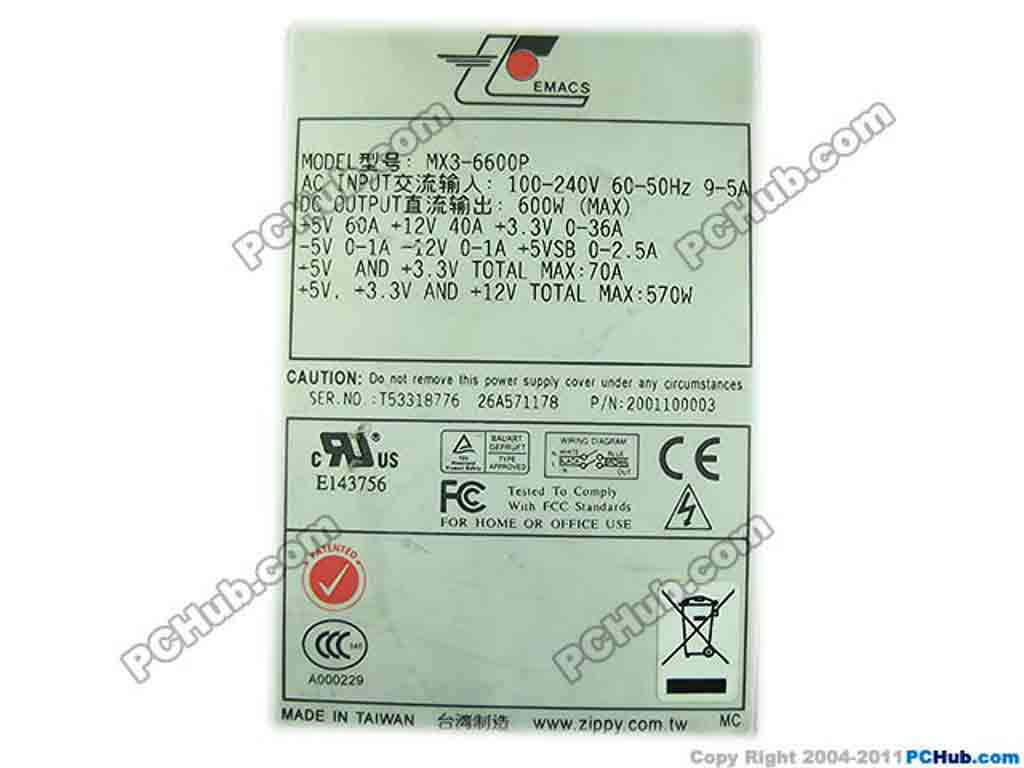 EMACS
MODEL型号: MX3-6600P
AC INPUT交流输入: 100-240V 60-50Hz 9-5A
DC OUTPUT直流输出: 600W (MAX)
+5V 60A +12V 40A +3.3V 0-36A
-5V 0-1A -12V 0-1A +5VSB 0-2.5A
+5V AND +3.3V TOTAL MAX:70A
+5V, +3.3V AND +12V TOTAL MAX:570W
CAUTION: Do not remove this power supply cover under any circumstances
SER.NO.:T53318776 26A571178 P/N:2001100003
c RU ® US
E143756
BAUART
GEPRUFT
TYPE
APPROVED
WIRING DIAGRAM
WHITE BLUE
OUT
CE
FC
Tested To Comply
With FCC Standards
FOR HOME OR OFFICE USE
PATENTED
CCC
A000229
MADE IN TAIWAN 台湾制造 www.zippy.com.tw MC
PCHub.com
PCHub.com
PCHub.com
PCHub.com
Copy Right 2004-2011 PCHub.com